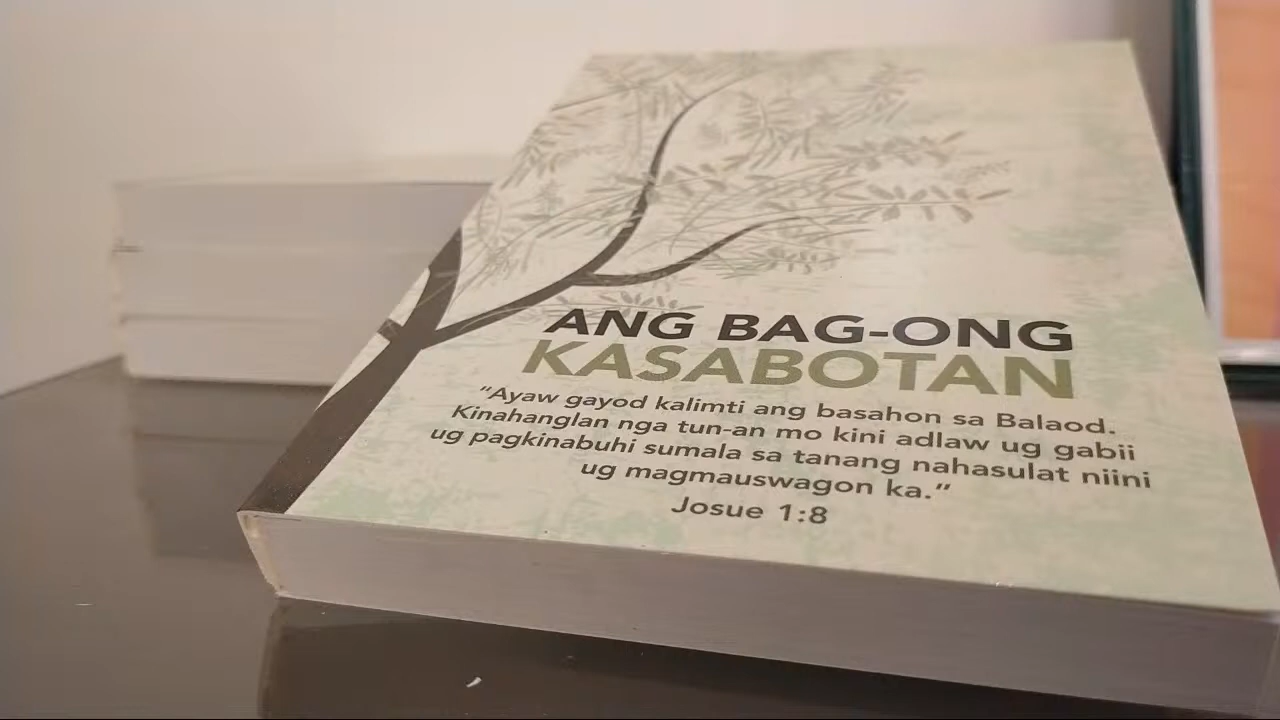 ANG BAG-ONG
KASABOTAN
"Ayaw gayod kalimti ang basahon sa Balaod.
Kinahanglan nga tun-an mo kini adlaw ug gabii
ug pagkinabuhi sumala sa tanang nahasulat niini
ug magmauswagon ka."
Josue 1:8